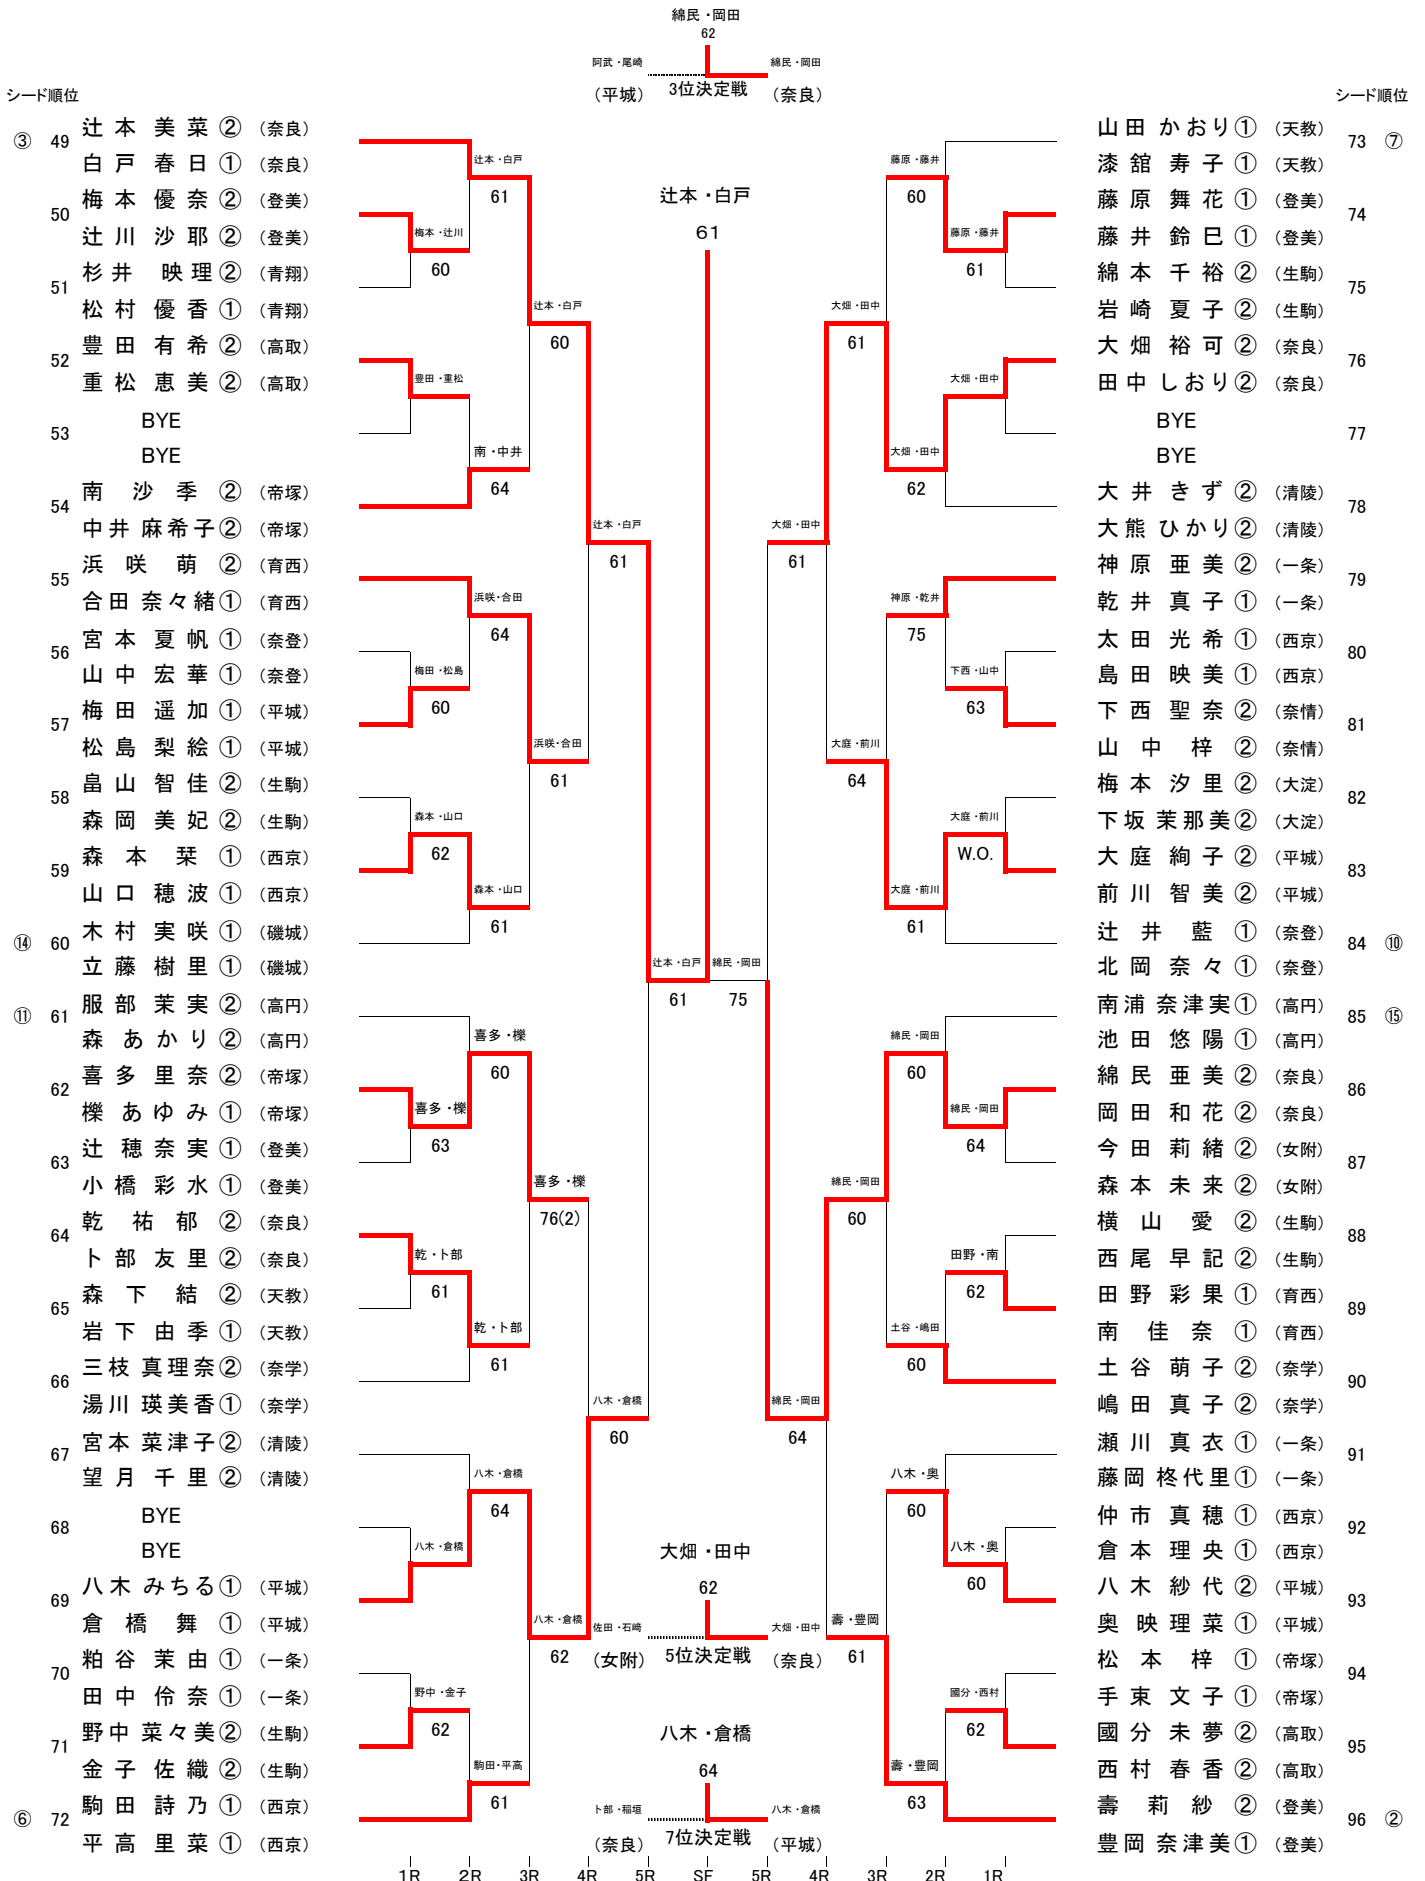 綿民・岡田
62
阿武・尾崎 綿民・岡田
(平城) 3位決定戦 (奈良)
シード順位 シード順位
③ 49 辻本 美菜 ② (奈良)
白戸 春日 ① (奈良)
50 梅本 優奈 ② (登美)
辻川 沙耶 ② (登美)
51 杉井 映理 ② (青翔)
松村 優香 ① (青翔)
52 豊田 有希 ② (高取)
重松 恵美 ② (高取)
53 BYE
BYE
54 南 沙季 ② (帝塚)
中井 麻希子 ② (帝塚)
55 浜咲 萌 ② (育西)
合田 奈々緒 ① (育西)
56 宮本 夏帆 ① (奈登)
山中 宏華 ① (奈登)
57 梅田 遥加 ① (平城)
松島 梨絵 ① (平城)
58 畠山 智佳 ② (生駒)
森岡 美妃 ② (生駒)
59 森本 栞 ① (西京)
山口 穂波 ① (西京)
⑭ 60 木村 実咲 ① (磯城)
立藤 樹里 ① (磯城)
⑪ 61 服部 茉実 ② (高円)
森 あかり ② (高円)
62 喜多 里奈 ② (帝塚)
櫟 あゆみ ① (帝塚)
63 辻 穂奈実 ① (登美)
小橋 彩水 ① (登美)
64 乾 祐郁 ② (奈良)
卜部 友里 ② (奈良)
65 森下 結 ② (天教)
岩下 由季 ① (天教)
66 三枝 真理奈 ② (奈学)
湯川 瑛美香 ① (奈学)
67 宮本 菜津子 ② (清陵)
望月 千里 ② (清陵)
68 BYE
BYE
69 八木 みちる ① (平城)
倉橋 舞 ① (平城)
70 粕谷 茉由 ① (一条)
田中 伶奈 ① (一条)
71 野中 菜々美 ② (生駒)
金子 佐織 ② (生駒)
⑥ 72 駒田 詩乃 ① (西京)
平高 里菜 ① (西京)
辻本・白戸
61
梅本・辻川
60
辻本・白戸
60
豊田・重松
南・中井
64
辻本・白戸
61
浜咲・合田
64
梅田・松島
60
浜咲・合田
61
森本・山口
62
森本・山口
61
辻本・白戸
61
喜多・櫟
60
喜多・櫟
63
喜多・櫟
76(2)
乾・卜部
61
乾・卜部
61
八木・倉橋
60
八木・倉橋
64
八木・倉橋
八木・倉橋
62
野中・金子
62
駒田・平高
61
辻本・白戸
61
綿民・岡田
75
大畑・田中
62
佐田・石崎 大畑・田中
(女附) 5位決定戦 (奈良)
八木・倉橋
64
卜部・稲垣 八木・倉橋
(奈良) 7位決定戦 (平城)
藤原・藤井
60
藤原・藤井
61
大畑・田中
61
大畑・田中
大畑・田中
62
大畑・田中
61
神原・乾井
75
下西・山中
63
大庭・前川
64
大庭・前川
W.O.
大庭・前川
61
綿民・岡田
60
綿民・岡田
64
綿民・岡田
60
田野・南
62
土谷・嶋田
60
綿民・岡田
64
八木・奥
60
八木・奥
60
壽・豊岡
61
國分・西村
62
壽・豊岡
63
山田 かおり ① (天教) 73 ⑦
漆舘 寿子 ① (天教)
藤原 舞花 ① (登美) 74
藤井 鈴巳 ① (登美)
綿本 千裕 ② (生駒) 75
岩崎 夏子 ② (生駒)
大畑 裕可 ② (奈良) 76
田中 しおり ② (奈良)
BYE 77
BYE
大井 きず ② (清陵) 78
大熊 ひかり ② (清陵)
神原 亜美 ② (一条) 79
乾井 真子 ① (一条)
太田 光希 ① (西京) 80
島田 映美 ① (西京)
下西 聖奈 ② (奈情) 81
山中 梓 ② (奈情)
梅本 汐里 ② (大淀) 82
下坂 茉那美 ② (大淀)
大庭 絢子 ② (平城) 83
前川 智美 ② (平城)
辻井 藍 ① (奈登) 84 ⑩
北岡 奈々 ① (奈登)
南浦 奈津実 ① (高円) 85 ⑮
池田 悠陽 ① (高円)
綿民 亜美 ② (奈良) 86
岡田 和花 ② (奈良)
今田 莉緒 ② (女附) 87
森本 未来 ② (女附)
横山 愛 ② (生駒) 88
西尾 早記 ② (生駒)
田野 彩果 ① (育西) 89
南 佳奈 ① (育西)
土谷 萌子 ② (奈学) 90
嶋田 真子 ② (奈学)
瀬川 真衣 ① (一条) 91
藤岡 柊代里 ① (一条)
仲市 真穂 ① (西京) 92
倉本 理央 ① (西京)
八木 紗代 ② (平城) 93
奥 映理菜 ① (平城)
松本 梓 ① (帝塚) 94
手束 文子 ① (帝塚)
國分 未夢 ② (高取) 95
西村 春香 ② (高取)
壽 莉紗 ② (登美) 96 ②
豊岡 奈津美 ① (登美)
1R 2R 3R 4R 5R SF 5R 4R 3R 2R 1R